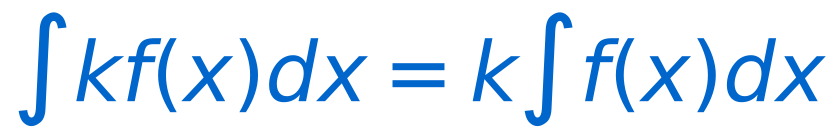 ∫kf(x)dx = k∫f(x)dx